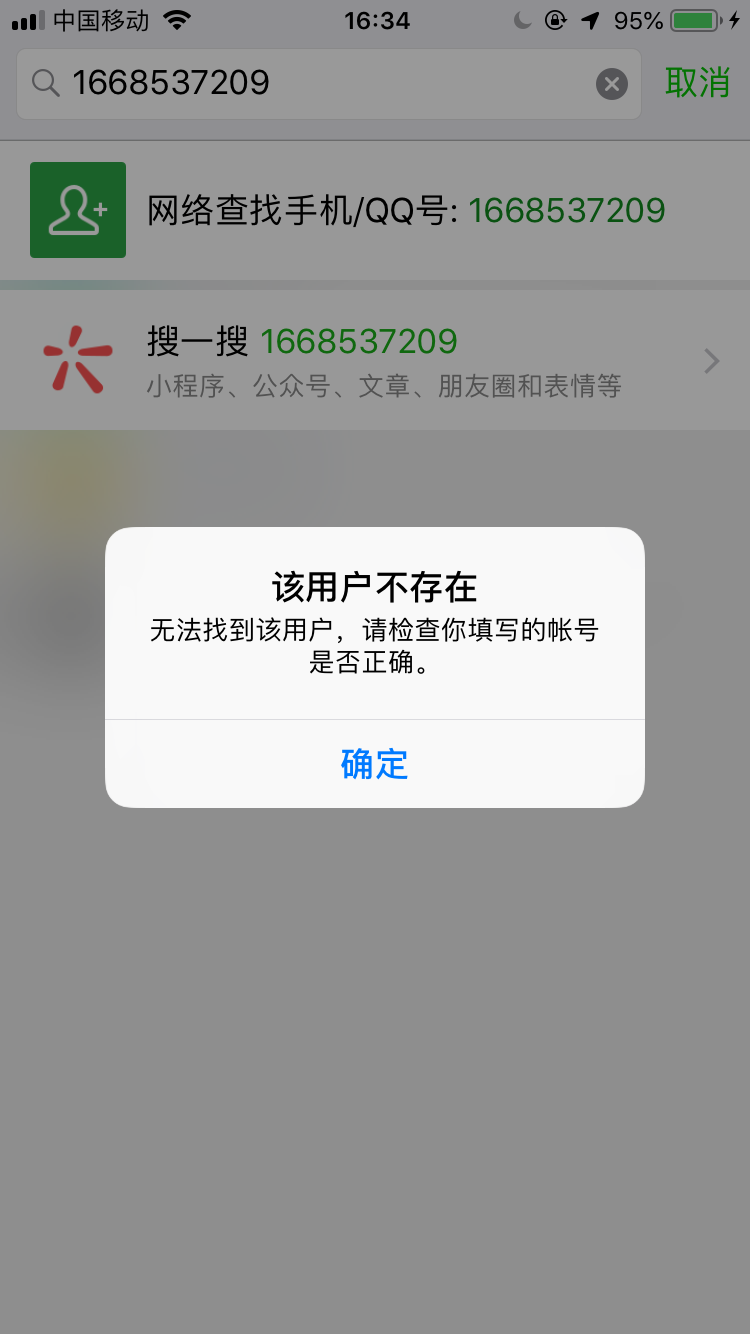 中国移动 16:34 95%
1668537209 取消
网络查找手机/QQ号: 1668537209
搜一搜 1668537209
小程序、公众号、文章、朋友圈和表情等
该用户不存在
无法找到该用户，请检查你填写的帐号
是否正确。
确定